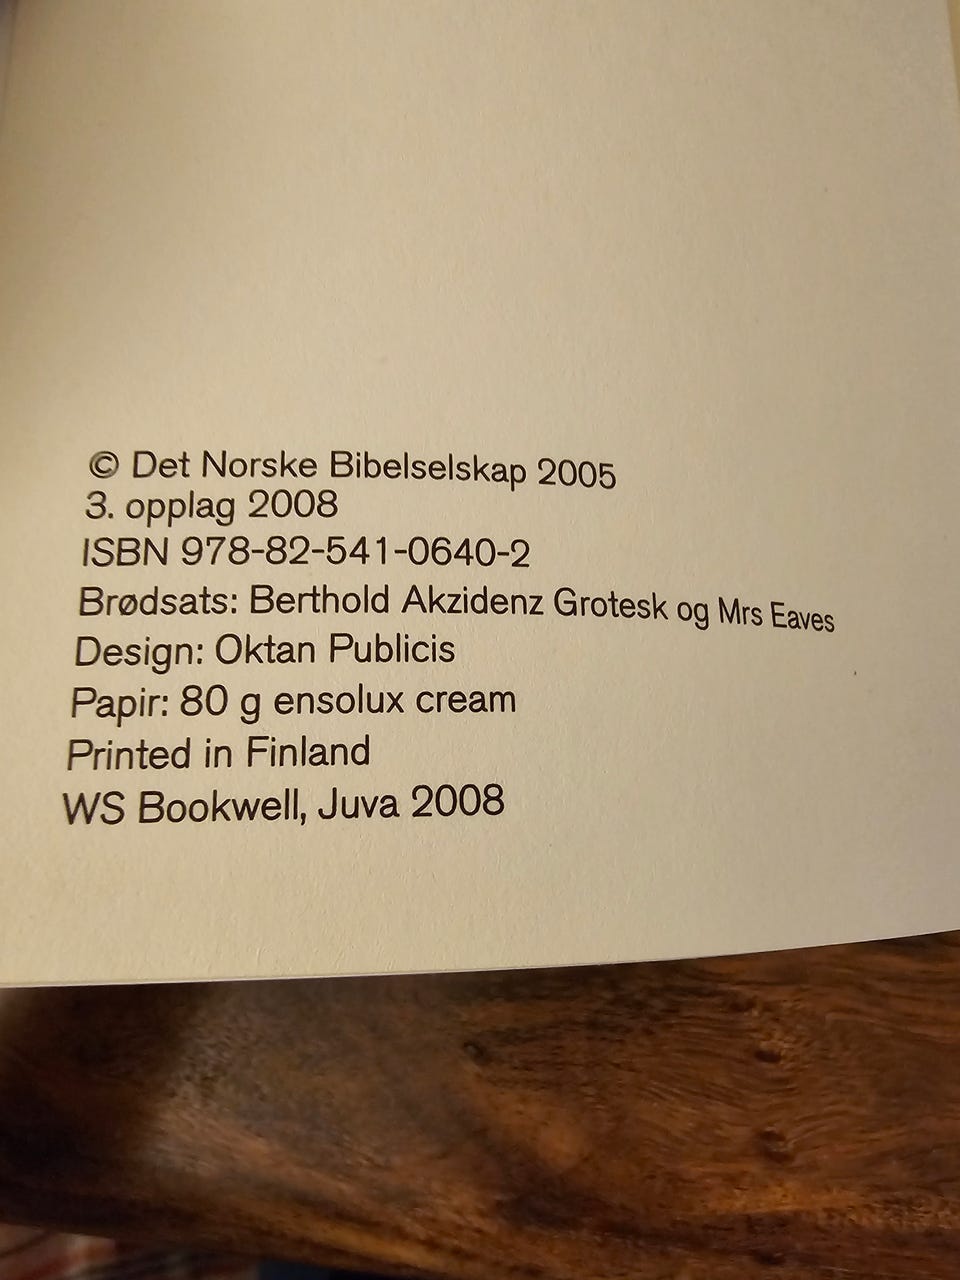 © Det Norske Bibelselskap 2005
3. opplag 2008
ISBN 978-82-541-0640-2
Brødsats: Berthold Akzidenz Grotesk og Mrs Eaves
Design: Oktan Publicis
Papir: 80 g ensolux cream
Printed in Finland
WS Bookwell, Juva 2008